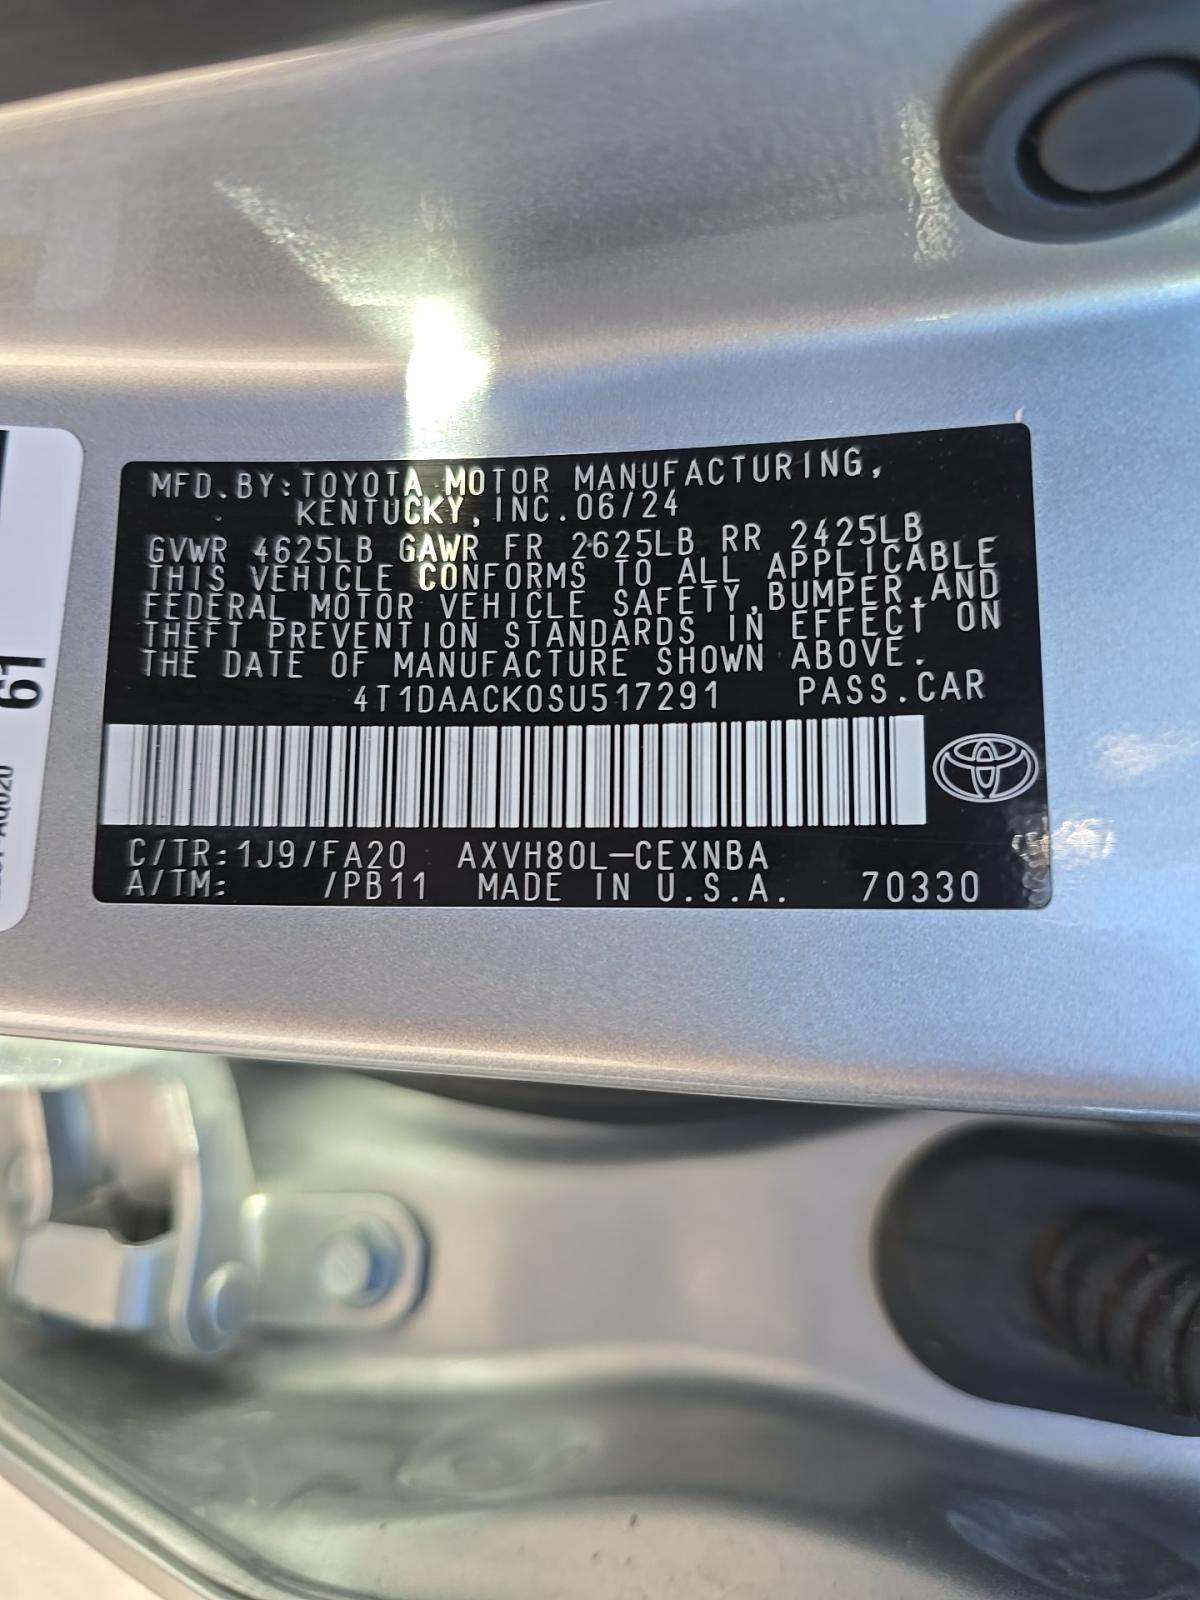 MFD.BY:TOYOTA MOTOR MANUFACTURING,
KENTUCKY,INC.06/24
GVWR 4625LB GAWR FR 2625LB RR 2425LB
THIS VEHICLE CONFORMS TO ALL APPLICABLE
FEDERAL MOTOR VEHICLE SAFETY,BUMPER,AND
THEFT PREVENTION STANDARDS IN EFFECT ON
THE DATE OF MANUFACTURE SHOWN ABOVE.
4T1DAACK0SU517291 PASS.CAR
C/TR:1J9/FA20 AXVH80L-CEXNBA
A/TM: /PB11 MADE IN U.S.A. 70330
61